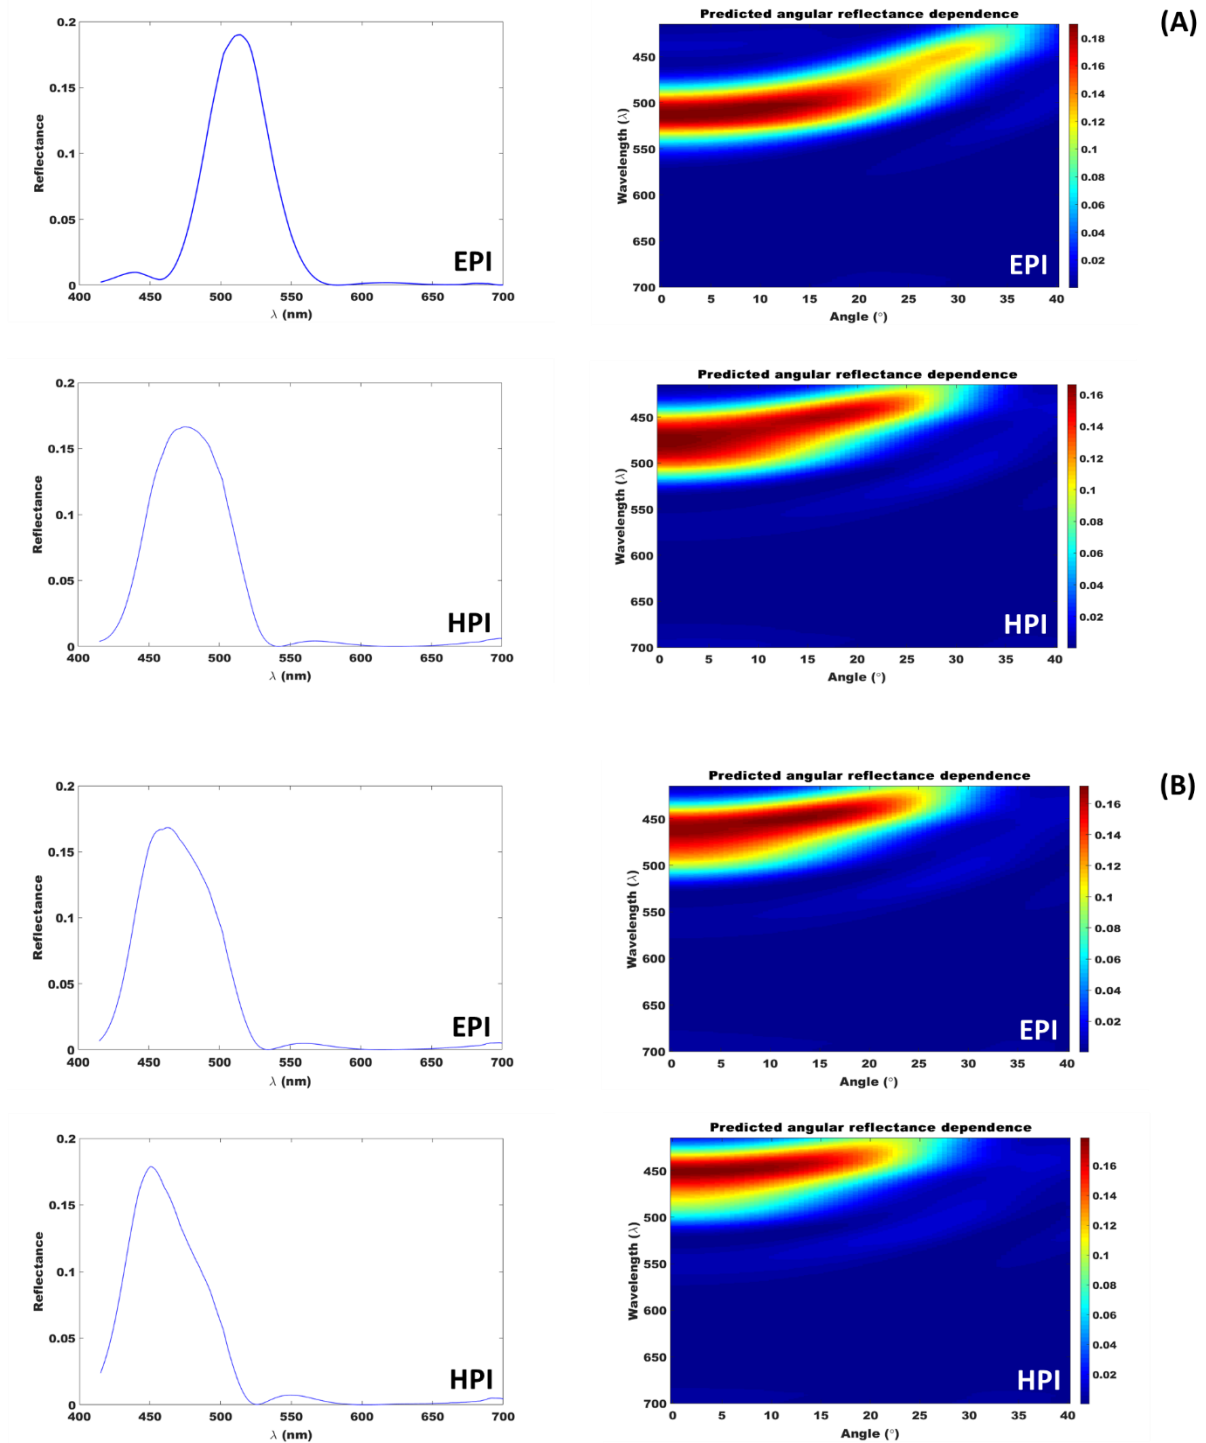 Predicted angular reflectance dependence
(A)
0.2
0.15
0.1
0.05
0
Reflectance
EPI
400 450 500 550 600 650 700
λ (nm)
450
500
550
600
650
700
Wavelength (λ)
EPI
0 5 10 15 20 25 30 35 40
Angle (°)
0.18
0.16
0.14
0.12
0.1
0.08
0.06
0.04
0.02
0.2
0.15
0.1
0.05
0
Reflectance
HPI
400 450 500 550 600 650 700
λ (nm)
Predicted angular reflectance dependence
450
500
550
600
650
700
Wavelength (λ)
HPI
0 5 10 15 20 25 30 35 40
Angle (°)
0.16
0.14
0.12
0.1
0.08
0.06
0.04
0.02
(B)
0.2
0.15
0.1
0.05
0
Reflectance
EPI
400 450 500 550 600 650 700
λ (nm)
Predicted angular reflectance dependence
450
500
550
600
650
700
Wavelength (λ)
EPI
0 5 10 15 20 25 30 35 40
Angle (°)
0.16
0.14
0.12
0.1
0.08
0.06
0.04
0.02
0.2
0.15
0.1
0.05
0
Reflectance
HPI
400 450 500 550 600 650 700
λ (nm)
Predicted angular reflectance dependence
450
500
550
600
650
700
Wavelength (λ)
HPI
0 5 10 15 20 25 30 35 40
Angle (°)
0.16
0.14
0.12
0.1
0.08
0.06
0.04
0.02